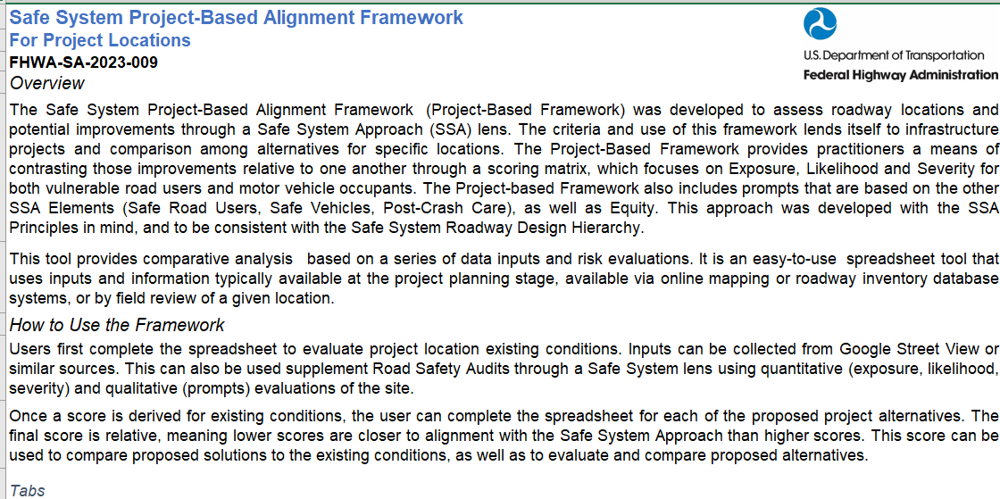 Safe System Project-Based Alignment Framework
For Project Locations
FHWA-SA-2023-009
U.S. Department of Transportation
Federal Highway Administration
Overview
The Safe System Project-Based Alignment Framework (Project-Based Framework) was developed to assess roadway locations and
potential improvements through a Safe System Approach (SSA) lens. The criteria and use of this framework lends itself to infrastructure
projects and comparison among alternatives for specific locations. The Project-Based Framework provides practitioners a means of
contrasting those improvements relative to one another through a scoring matrix, which focuses on Exposure, Likelihood and Severity for
both vulnerable road users and motor vehicle occupants. The Project-based Framework also includes prompts that are based on the other
SSA Elements (Safe Road Users, Safe Vehicles, Post-Crash Care), as well as Equity. This approach was developed with the SSA
Principles in mind, and to be consistent with the Safe System Roadway Design Hierarchy.
This tool provides comparative analysis based on a series of data inputs and risk evaluations. It is an easy-to-use spreadsheet tool that
uses inputs and information typically available at the project planning stage, available via online mapping or roadway inventory database
systems, or by field review of a given location.
How to Use the Framework
Users first complete the spreadsheet to evaluate project location existing conditions. Inputs can be collected from Google Street View or
similar sources. This can also be used supplement Road Safety Audits through a Safe System lens using quantitative (exposure, likelihood,
severity) and qualitative (prompts) evaluations of the site.
Once a score is derived for existing conditions, the user can complete the spreadsheet for each of the proposed project alternatives. The
final score is relative, meaning lower scores are closer to alignment with the Safe System Approach than higher scores. This score can be
used to compare proposed solutions to the existing conditions, as well as to evaluate and compare proposed alternatives.
Tabs